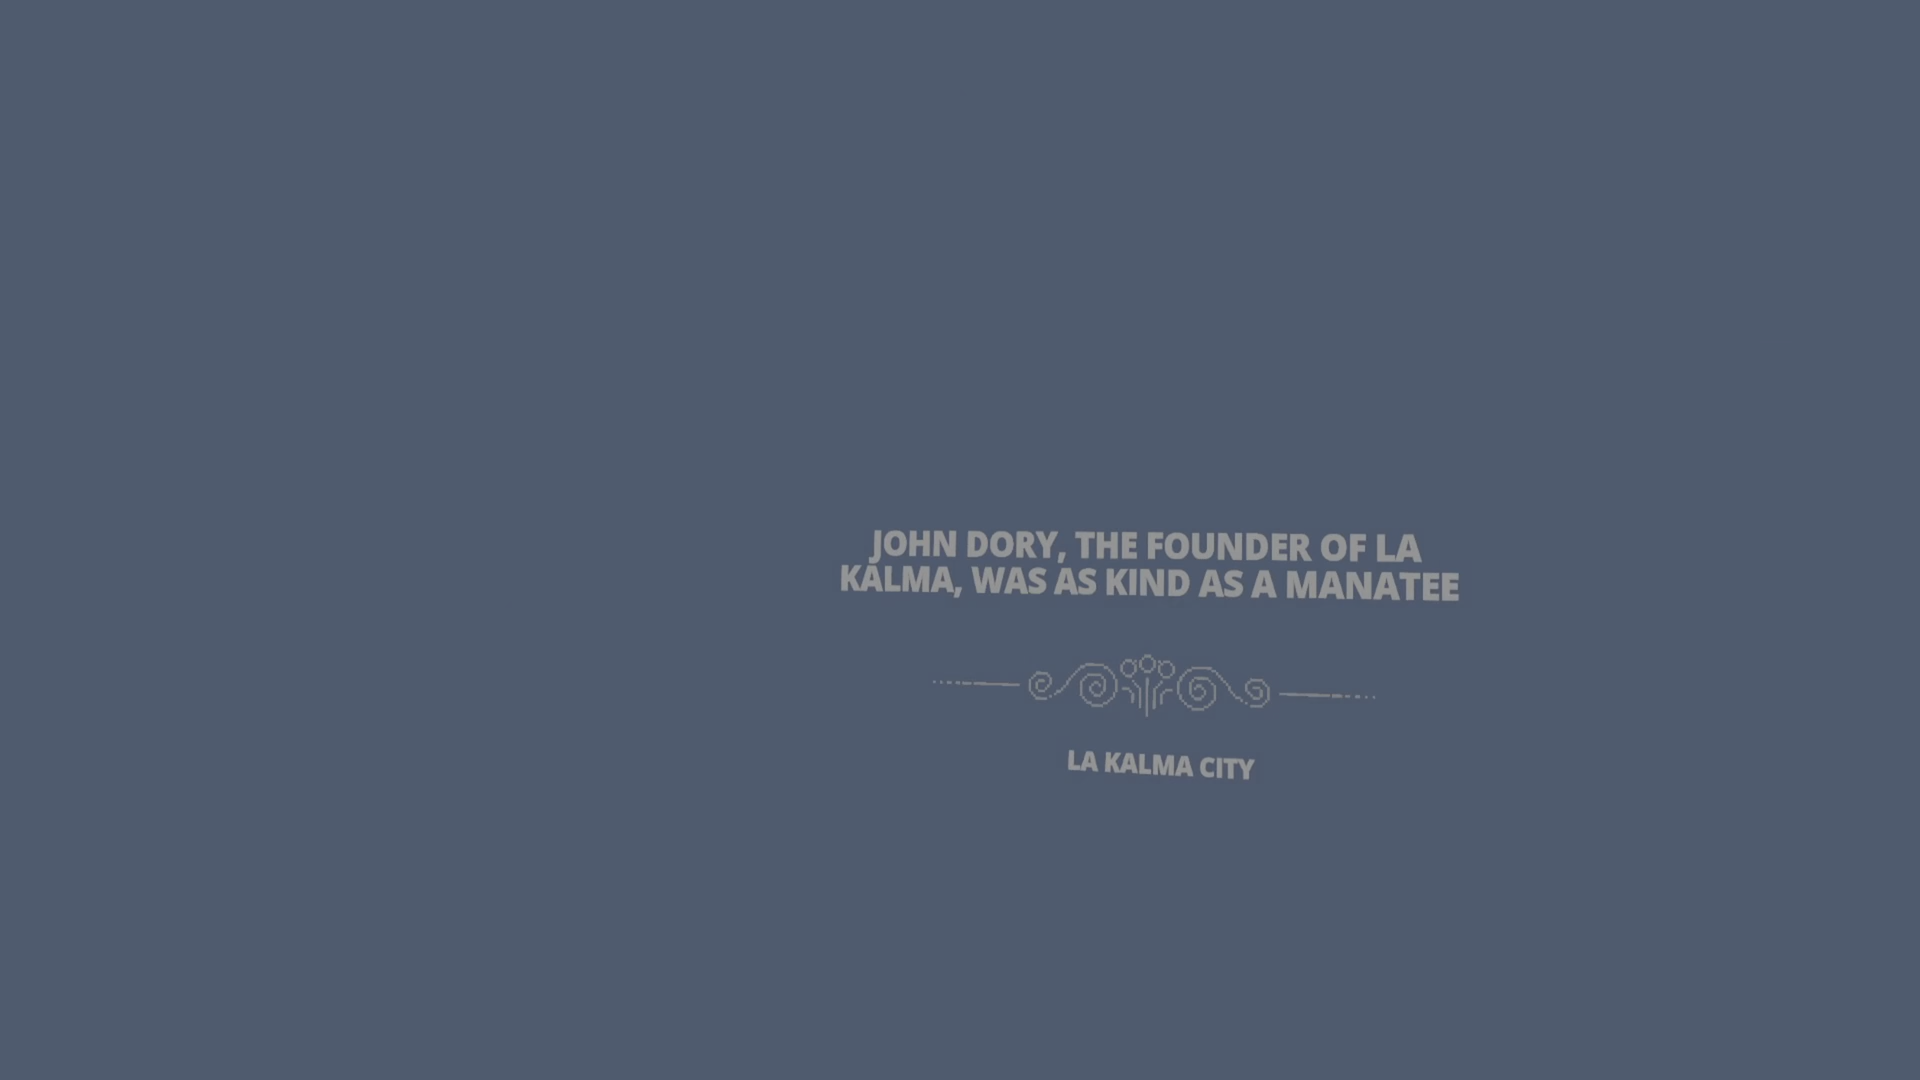 JOHN DORY, THE FOUNDER OF LA
KALMA, WAS AS KIND AS A MANATEE
LA KALMA CITY